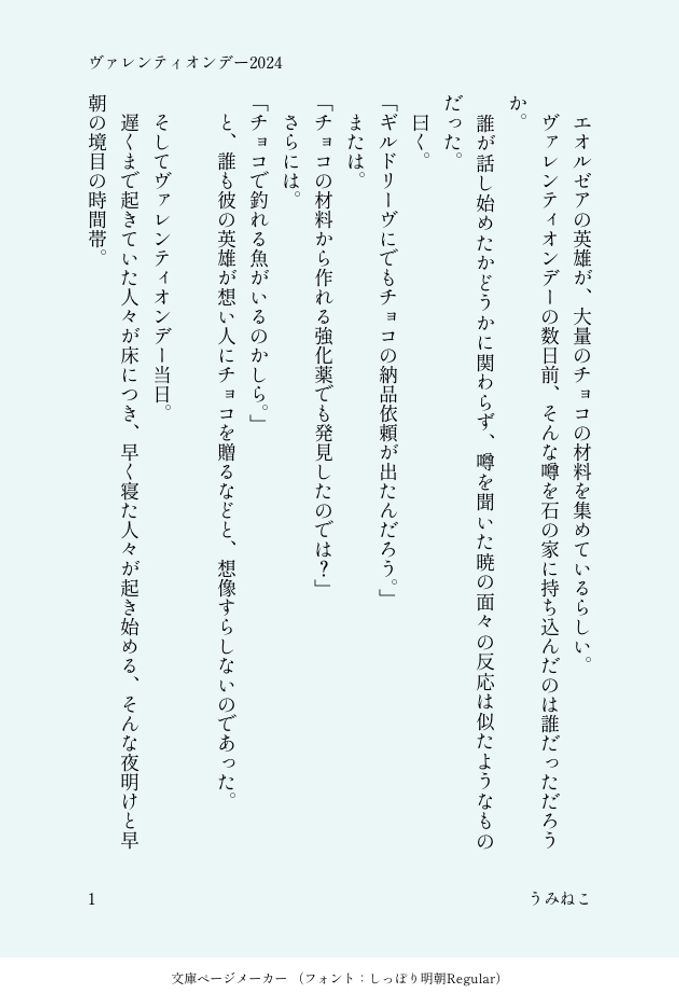 ヴァレンティオンデー2024
エオルゼアの英雄が、大量のチョコの材料を集めているらしい。
ヴァレンティオンデーの数日前、そんな噂を石の家に持ち込んだのは誰だっただろう
か。
誰が話し始めたかどうかに関わらず、噂を聞いた暁の面々の反応は似たようなもの
だった。
曰く。
「ギルドリーヴにでもチョコの納品依頼が出たんだろう。」
または。
「チョコの材料から作れる強化薬でも発見したのでは？」
さらには。
「チョコで釣れる魚がいるのかしら。」
と、誰も彼の英雄が想い人にチョコを贈るなどと、想像すらしないのであった。
そしてヴァレンティオンデー当日。
遅くまで起きていた人々が床につき、早く寝た人々が起き始める、そんな夜明けと早
朝の境目の時間帯。
1
うみねこ
文庫ページメーカー （フォント：しっぽり明朝Regular）